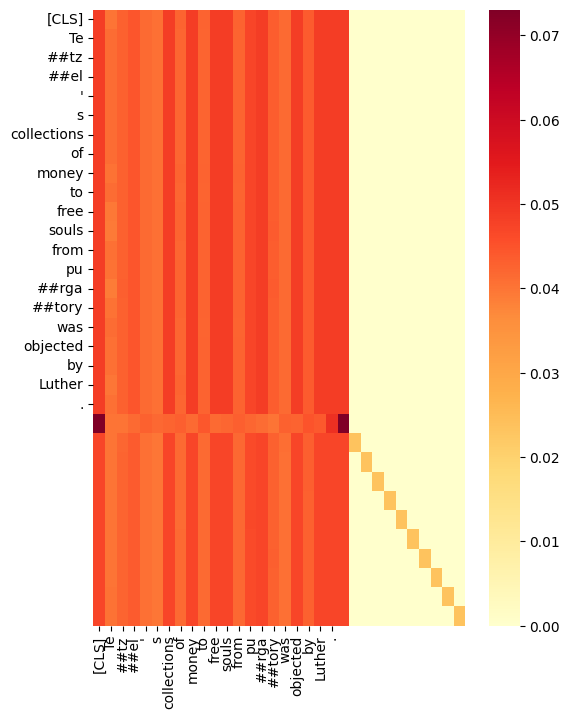 [CLS]
Te
##tz
##el
'
s
collections
of
money
to
free
souls
from
pu
##rga
##tory
was
objected
by
Luther
.
[CLS]
Te
##tz
##el
'
s
collections
of
money
to
free
souls
from
pu
##rga
##tory
was
objected
by
Luther
.
0.07
0.06
0.05
0.04
0.03
0.02
0.01
0.00